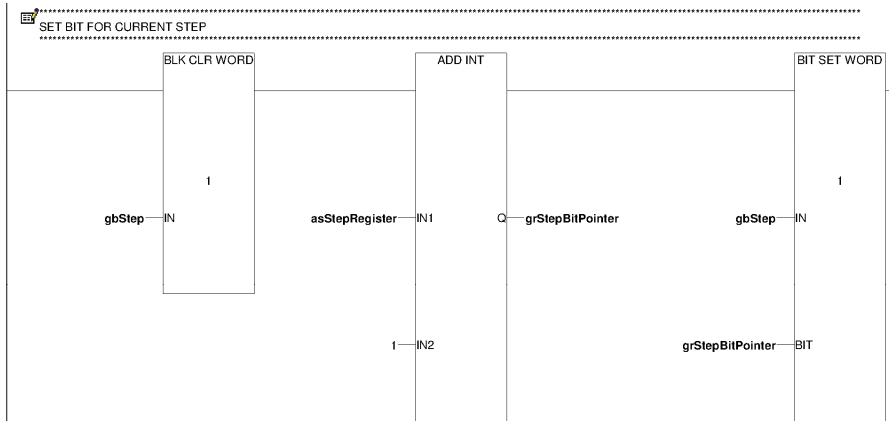 ****************************************************************************************************************************************************************
SET BIT FOR CURRENT STEP
****************************************************************************************************************************************************************
BLK CLR WORD ADD INT BIT SET WORD
1 1
gbStep IN asStepRegister IN1 Q grStepBitPointer gbStep IN
1 IN2 grStepBitPointer BIT